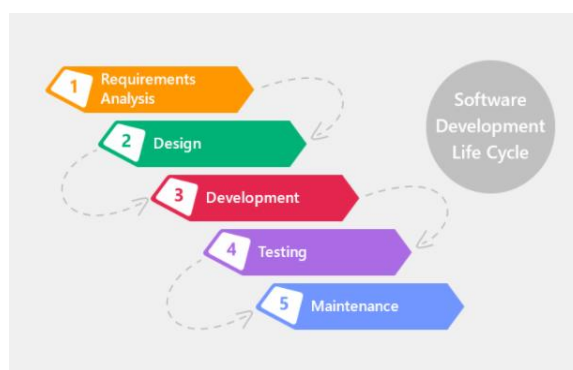 1
Requirements
Analysis
2
Design
3
Development
4
Testing
5
Maintenance
Software
Development
Life Cycle